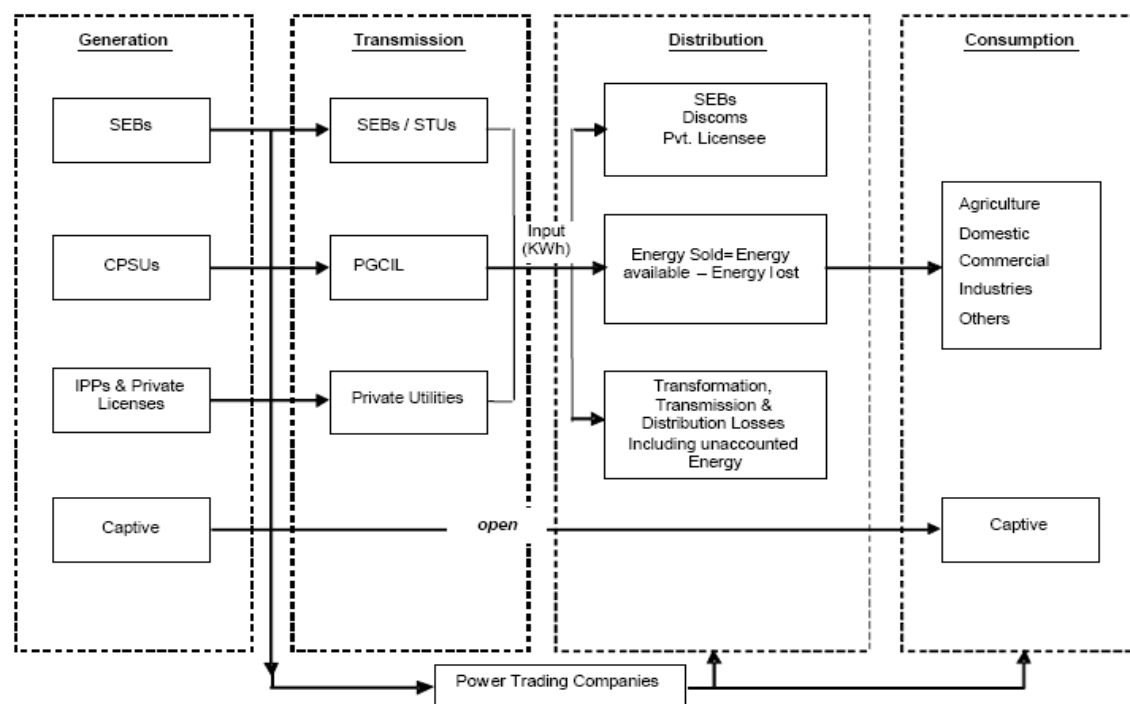 Generation
Transmission
Distribution
Consumption
SEBs
SEBs / STUs
SEBs
Discoms
Pvt. Licensee
CPSUs
PGCIL
Input
(KWh)
Energy Sold= Energy
available – Energy lost
Agriculture
Domestic
Commercial
Industries
Others
IPPs & Private
Licenses
Private Utilities
Transformation,
Transmission &
Distribution Losses
Including unaccounted
Energy
Captive
open
Captive
Power Trading Companies